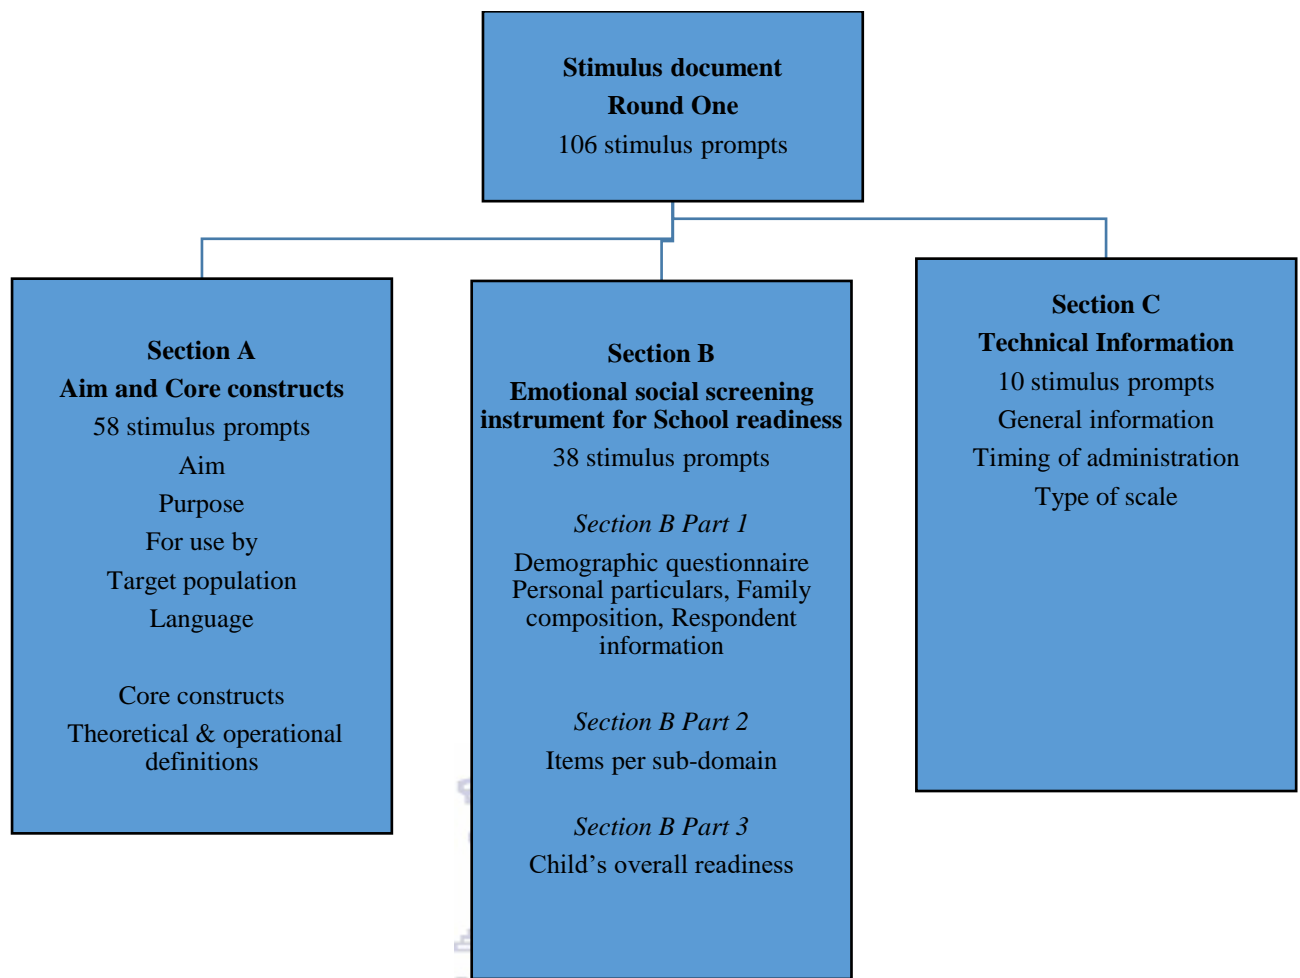 Stimulus document
Round One
106 stimulus prompts
Section A
Aim and Core constructs
58 stimulus prompts
Aim
Purpose
For use by
Target population
Language
Core constructs
Theoretical & operational
definitions
Section B
Emotional social screening
instrument for School readiness
38 stimulus prompts
Section B Part 1
Demographic questionnaire
Personal particulars, Family
composition, Respondent
information
Section B Part 2
Items per sub-domain
Section B Part 3
Child’s overall readiness
Section C
Technical Information
10 stimulus prompts
General information
Timing of administration
Type of scale